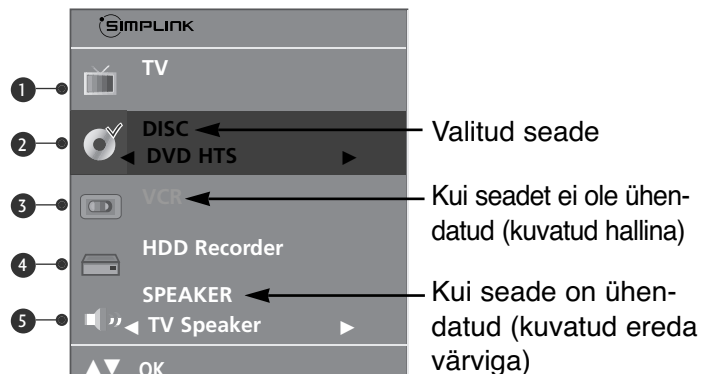 SIMPLINK
1
TV
2
DISC
◄ DVD HTS ►
Valitud seade
3
VCR
Kui seadet ei ole ühen-
datud (kuvatud hallina)
4
HDD Recorder
5
SPEAKER
◄ TV Speaker ►
Kui seade on ühen-
datud (kuvatud ereda
värviga)
▲▼ OK